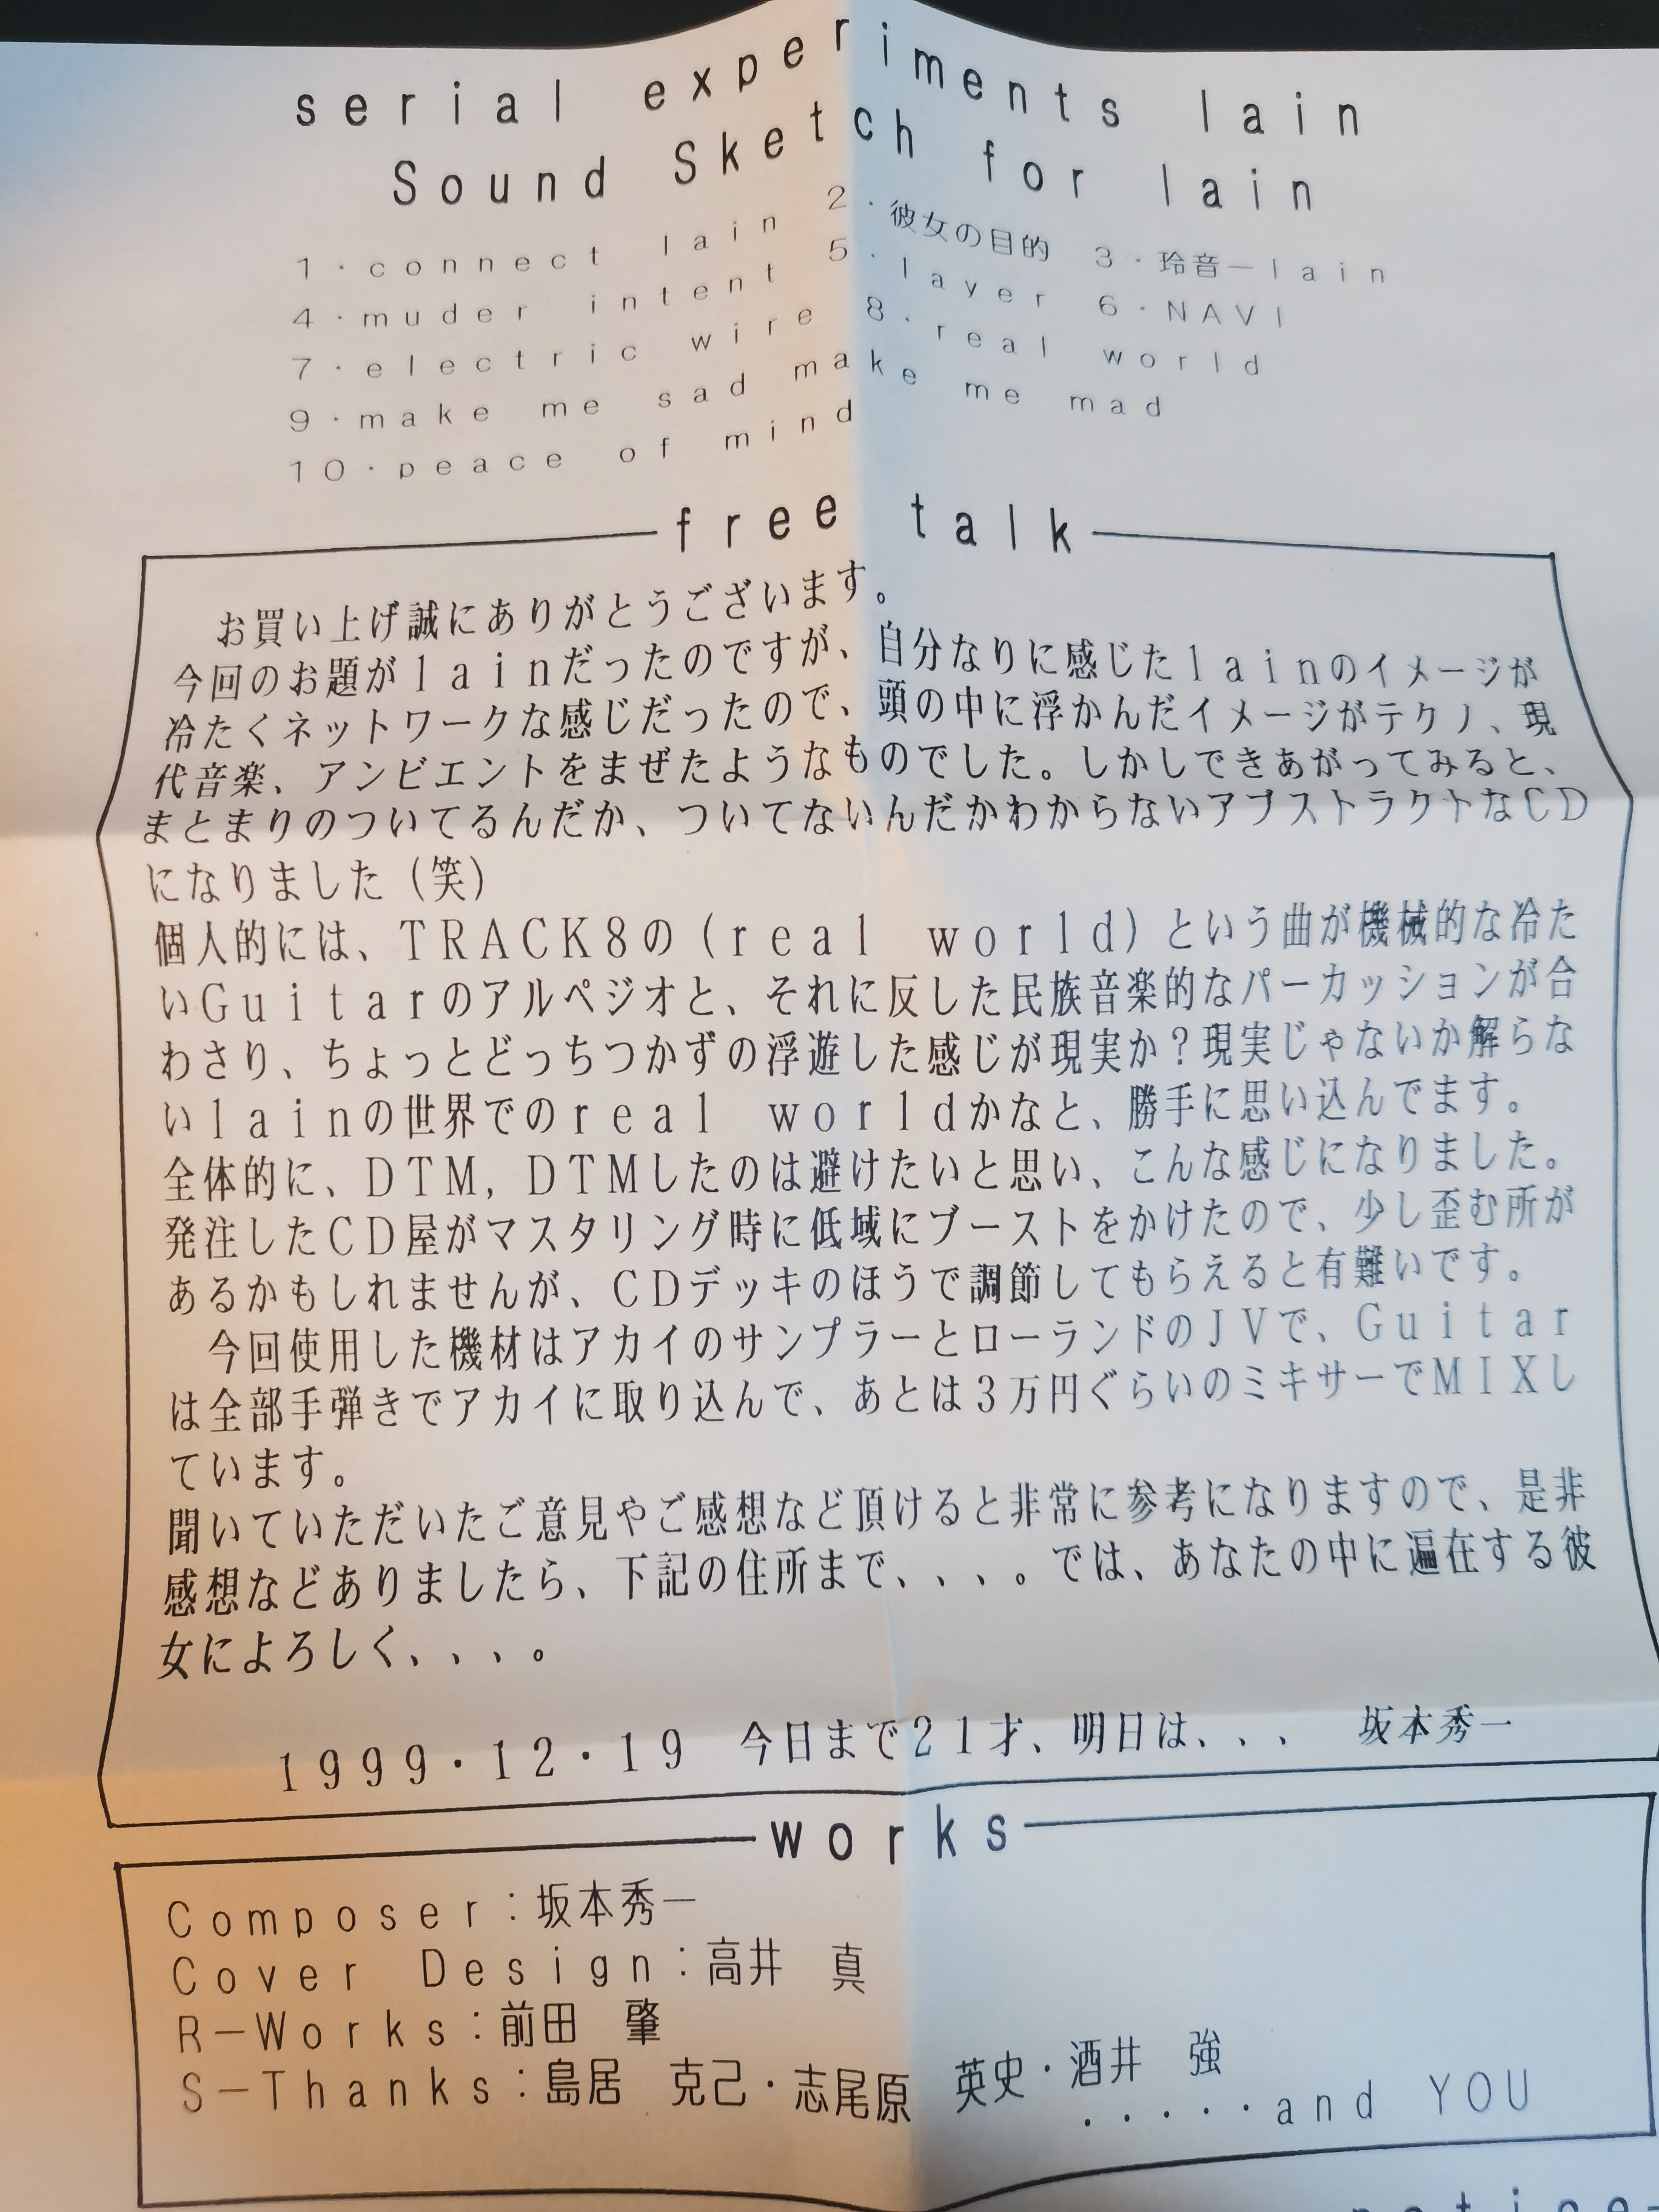 serial experiments lain
Sound Sketch for lain
1・connect lain 2・彼女の目的 3・玲音―lain
4・muder intent 5・layer 6・NAVI
7・electric wire 8・real world
9・make me sad make me mad
10・peace of mind
free talk
お買い上げ誠にありがとうございます。
今回のお題がlainだったのですが、自分なりに感じたlainのイメージが
冷たくネットワークな感じだったので、頭の中に浮かんだイメージがテクノ、現
代音楽、アンビエントをまぜたようなものでした。しかしできあがってみると、
まとまりのついてるんだか、ついてないんだかわからないアブストラクトなCD
になりました（笑）
個人的には、TRACK8の（real world）という曲が機械的な冷た
いGuitarのアルペジオと、それに反した民族音楽的なパーカッションが合
わさり、ちょっとどっちつかずの浮遊した感じが現実か？現実じゃないか解らな
いlainの世界でのreal worldかなと、勝手に思い込んでます。
全体的に、DTM，DTMしたのは避けたいと思い、こんな感じになりました。
発注したCD屋がマスタリング時に低域にブーストをかけたので、少し歪む所が
あるかもしれませんが、CDデッキのほうで調節してもらえると有難いです。
今回使用した機材はアカイのサンプラーとローランドのJVで、Guitar
は全部手弾きでアカイに取り込んで、あとは3万円ぐらいのミキサーでMIXし
ています。
聞いていただいたご意見やご感想など頂けると非常に参考になりますので、是非
感想などありましたら、下記の住所まで、、、。では、あなたの中に遍在する彼
女によろしく、、、。
1999・12・19 今日まで21才、明日は、、、 坂本秀一
works
Composer：坂本秀一
Cover Design：高井 真
R―Works：前田 肇
S―Thanks：島居 克己・志尾原 英史・酒井 強
・・・・・and YOU